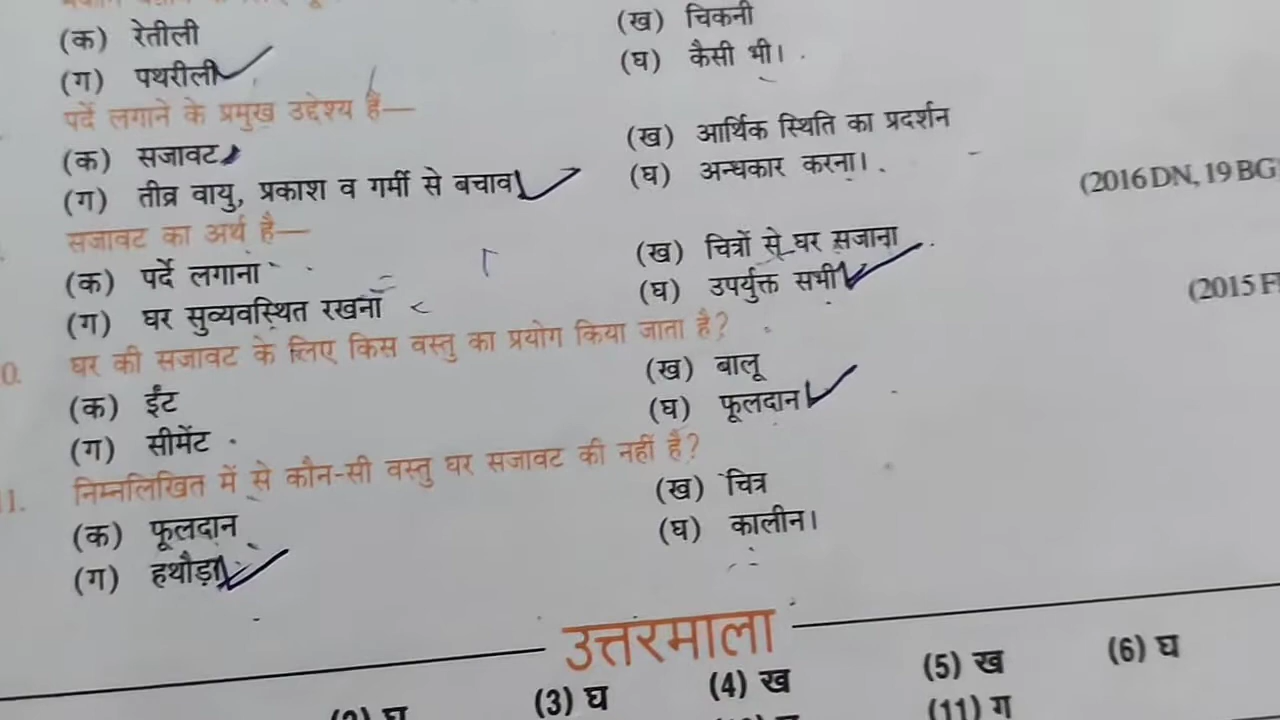 (क) रेतीली (ख) चिकनी
(ग) पथरीली (घ) कैसी भी।
पर्दे लगाने के प्रमुख उद्देश्य हैं—
(क) सजावट (ख) आर्थिक स्थिति का प्रदर्शन
(ग) तीव्र वायु, प्रकाश व गर्मी से बचाव (घ) अन्धकार करना।
(2016 DN, 19 BG
सजावट का अर्थ है—
(क) पर्दे लगाना (ख) चित्रों से घर सजाना
(ग) घर सुव्यवस्थित रखना (घ) उपर्युक्त सभी
(2015 F
0. घर की सजावट के लिए किस वस्तु का प्रयोग किया जाता है?
(क) ईंट (ख) बालू
(ग) सीमेंट (घ) फूलदान
11. निम्नलिखित में से कौन-सी वस्तु घर सजावट की नहीं है?
(क) फूलदान (ख) चित्र
(ग) हथौड़ा (घ) कालीन।
उत्तरमाला
(3) घ (4) ख (5) ख (6) घ
(11) ग